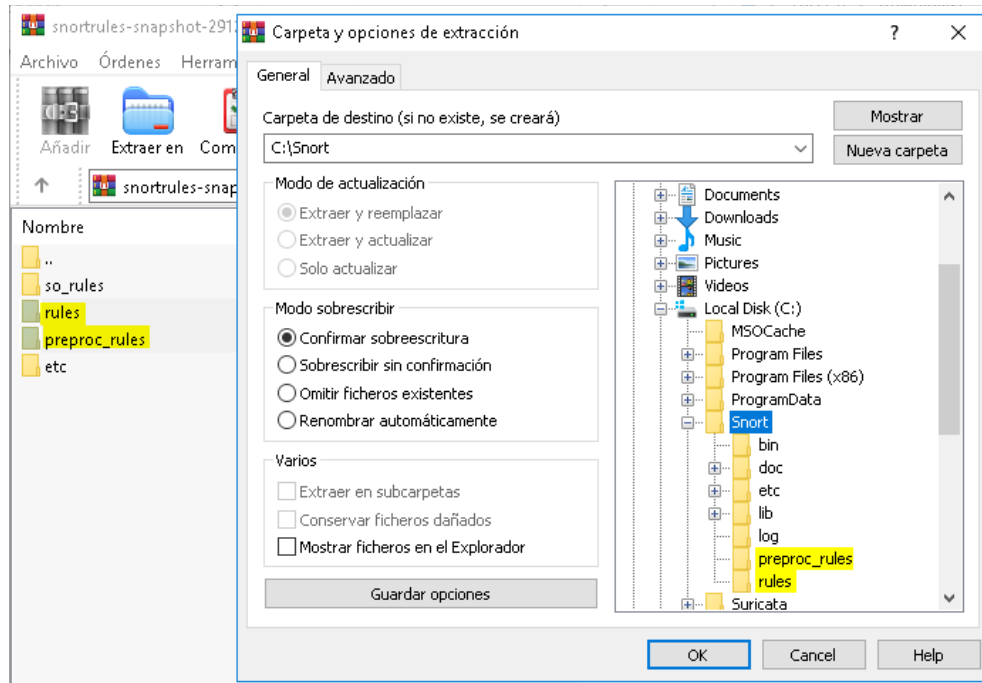 snortrules-snapshot-291
Archivo Órdenes Herram
Añadir Extraer en Com
snortrules-snap
Nombre
..
so_rules
rules
preproc_rules
etc
Carpeta y opciones de extracción
?
General Avanzado
Carpeta de destino (si no existe, se creará)
C:\Snort
Mostrar
Nueva carpeta
Modo de actualización
Extraer y reemplazar
Extraer y actualizar
Solo actualizar
Modo sobrescribir
Confirmar sobreescritura
Sobrescribir sin confirmación
Omitir ficheros existentes
Renombrar automáticamente
Varios
Extraer en subcarpetas
Conservar ficheros dañados
Mostrar ficheros en el Explorador
Guardar opciones
Documents
Downloads
Music
Pictures
Videos
Local Disk (C:)
MSOCache
Program Files
Program Files (x86)
ProgramData
Snort
bin
doc
etc
lib
log
preproc_rules
rules
Suricata
OK Cancel Help